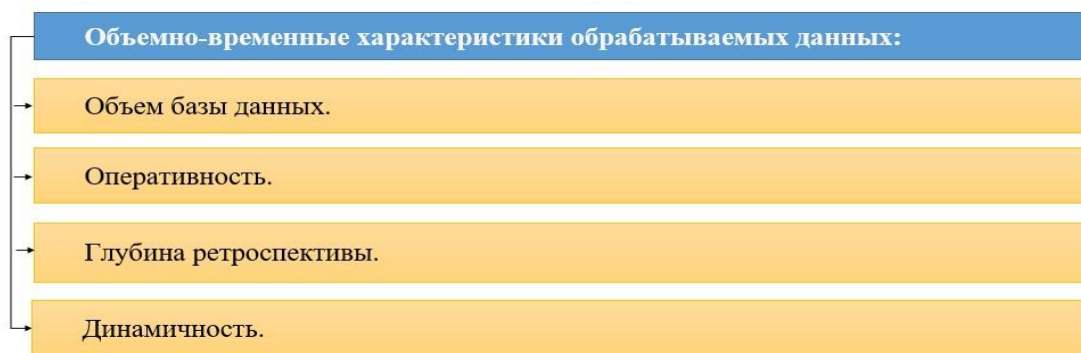 Объемно-временные характеристики обрабатываемых данных:
Объем базы данных.
Оперативность.
Глубина ретроспективы.
Динамичность.